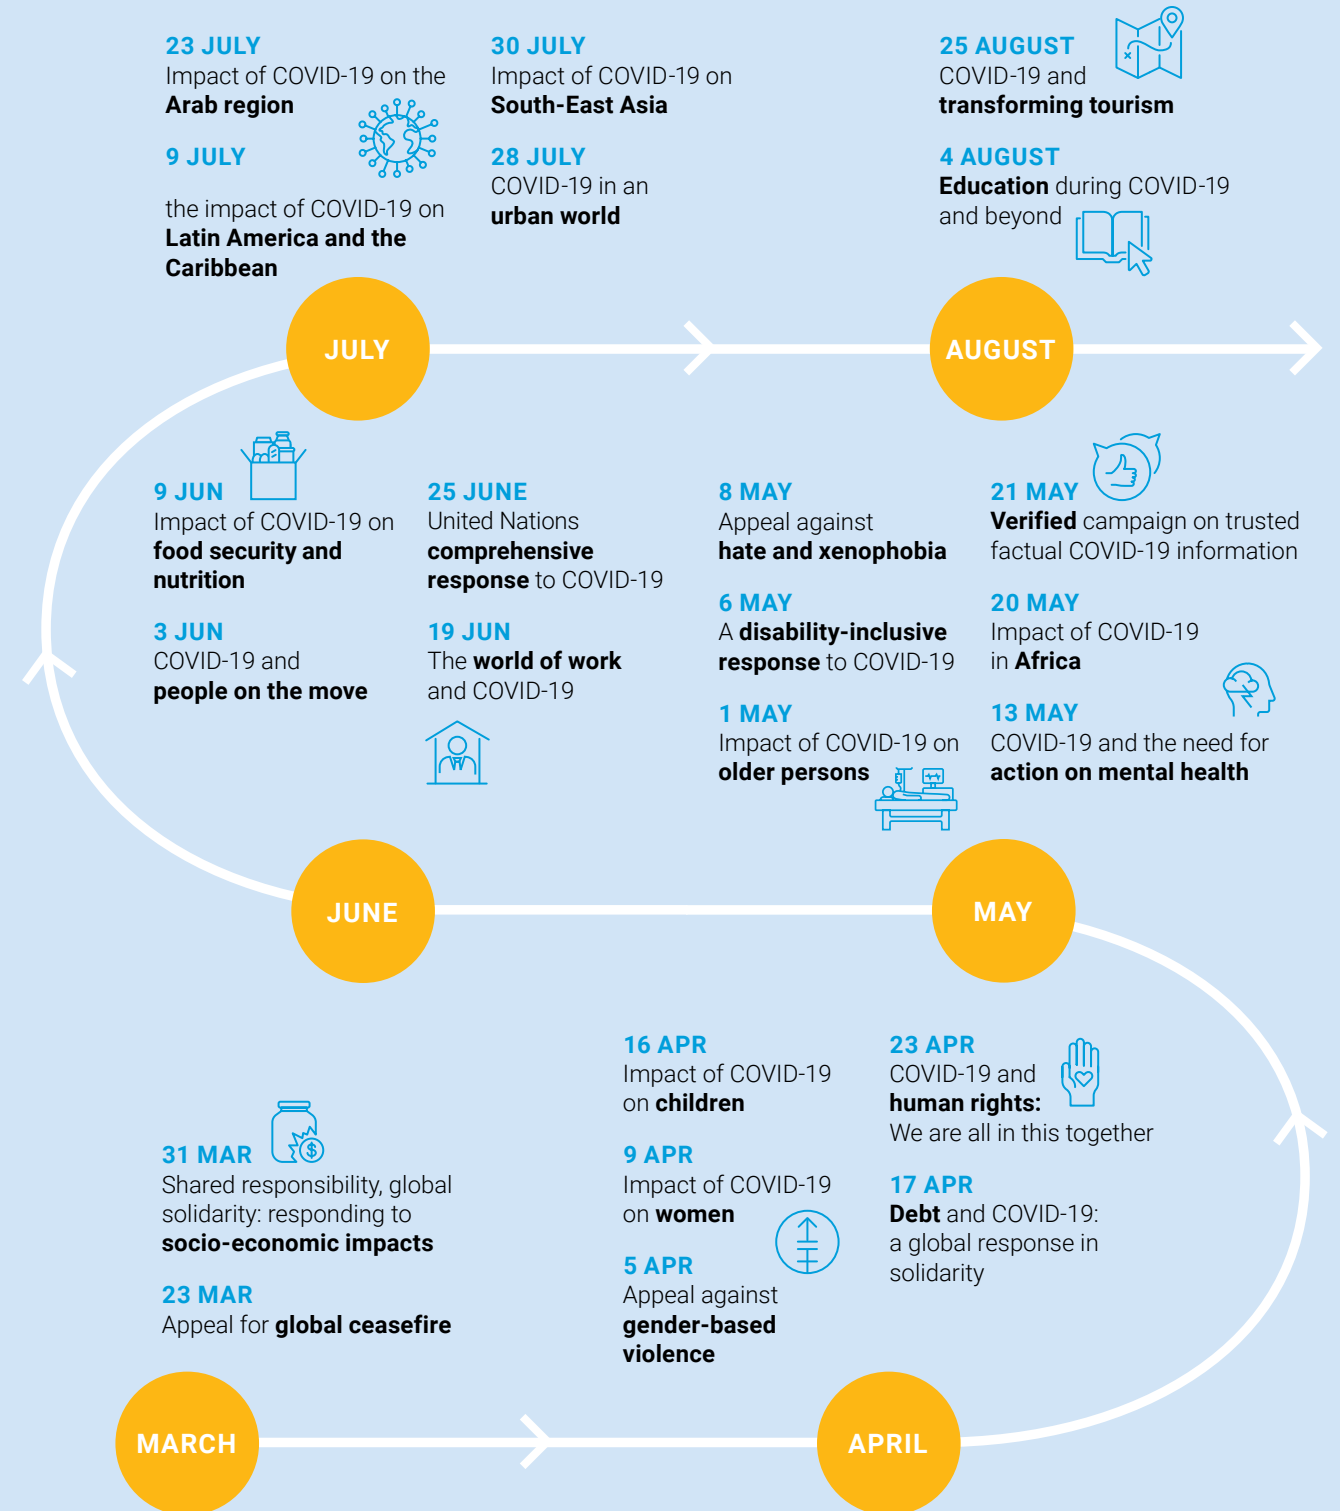 23 JULY
Impact of COVID-19 on the
Arab region
9 JULY
the impact of COVID-19 on
Latin America and the
Caribbean
30 JULY
Impact of COVID-19 on
South-East Asia
28 JULY
COVID-19 in an
urban world
25 AUGUST
COVID-19 and
transforming tourism
4 AUGUST
Education during COVID-19
and beyond
JULY
AUGUST
9 JUN
Impact of COVID-19 on
food security and
nutrition
3 JUN
COVID-19 and
people on the move
25 JUNE
United Nations
comprehensive
response to COVID-19
19 JUN
The world of work
and COVID-19
8 MAY
Appeal against
hate and xenophobia
6 MAY
A disability-inclusive
response to COVID-19
1 MAY
Impact of COVID-19 on
older persons
21 MAY
Verified campaign on trusted
factual COVID-19 information
20 MAY
Impact of COVID-19
in Africa
13 MAY
COVID-19 and the need for
action on mental health
JUNE
MAY
31 MAR
Shared responsibility, global
solidarity: responding to
socio-economic impacts
23 MAR
Appeal for global ceasefire
16 APR
Impact of COVID-19
on children
9 APR
Impact of COVID-19
on women
5 APR
Appeal against
gender-based
violence
23 APR
COVID-19 and
human rights:
We are all in this together
17 APR
Debt and COVID-19:
a global response in
solidarity
MARCH
APRIL